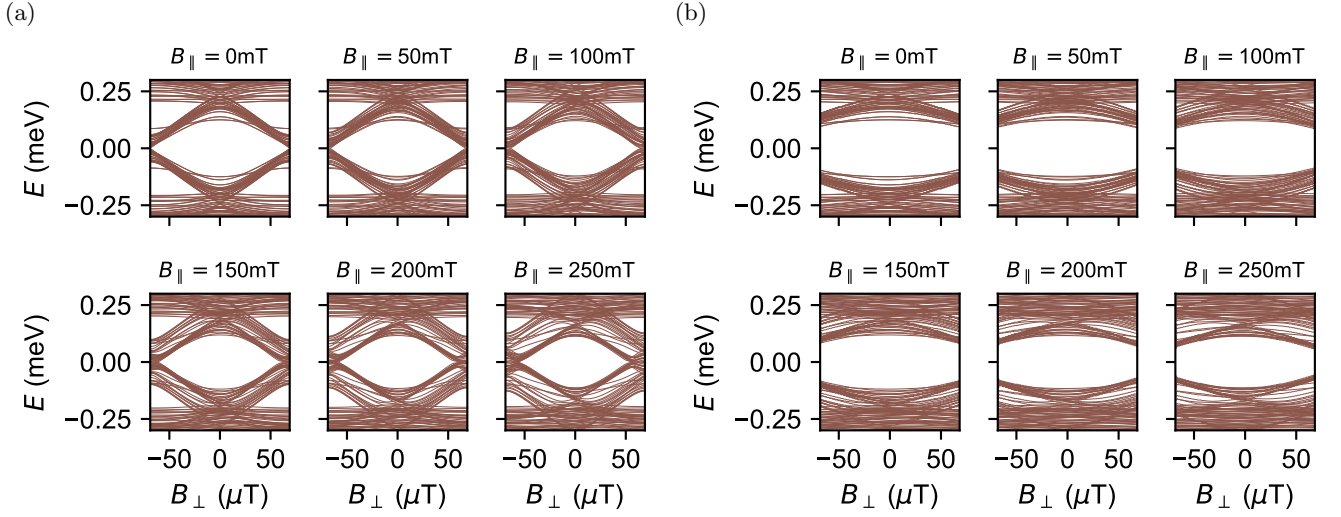 (a)
(b)
B∥ = 0mT
B∥ = 50mT
B∥ = 100mT
B∥ = 0mT
B∥ = 50mT
B∥ = 100mT
E (meV)
0.25
0.00
−0.25
E (meV)
0.25
0.00
−0.25
B∥ = 150mT
B∥ = 200mT
B∥ = 250mT
B∥ = 150mT
B∥ = 200mT
B∥ = 250mT
E (meV)
0.25
0.00
−0.25
E (meV)
0.25
0.00
−0.25
−50 0 50
−50 0 50
−50 0 50
−50 0 50
−50 0 50
−50 0 50
B⊥ (μT)
B⊥ (μT)
B⊥ (μT)
B⊥ (μT)
B⊥ (μT)
B⊥ (μT)